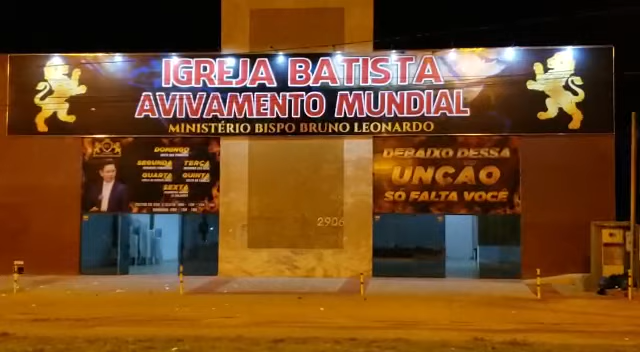 IGREJA BATISTA
AVIVAMENTO MUNDIAL
MINISTÉRIO BISPO BRUNO LEONARDO
DOMINGO
SEGUNDA TERÇA
QUARTA QUINTA
SEXTA
DEBAIXO DESSA
UNÇÃO
SÓ FALTA VOCÊ
2906